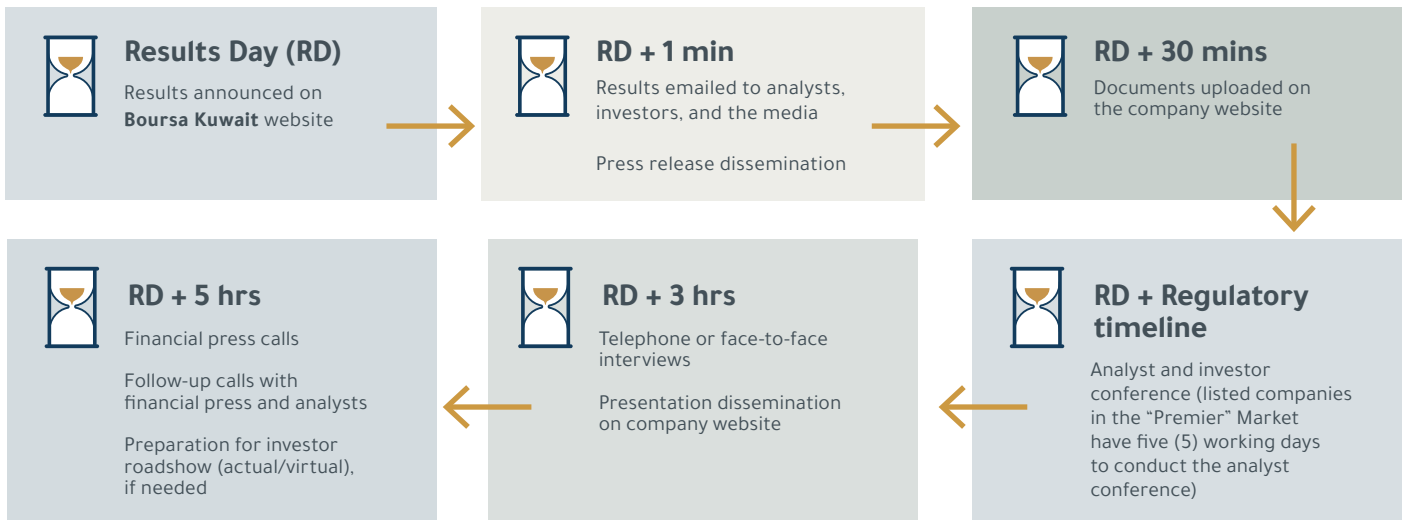 Results Day (RD)
Results announced on
Boursa Kuwait website
RD + 1 min
Results emailed to analysts,
investors, and the media
Press release dissemination
RD + 30 mins
Documents uploaded on
the company website
RD + Regulatory
timeline
Analyst and investor
conference (listed companies
in the “Premier” Market
have five (5) working days
to conduct the analyst
conference)
RD + 3 hrs
Telephone or face-to-face
interviews
Presentation dissemination
on company website
RD + 5 hrs
Financial press calls
Follow-up calls with
financial press and analysts
Preparation for investor
roadshow (actual/virtual),
if needed